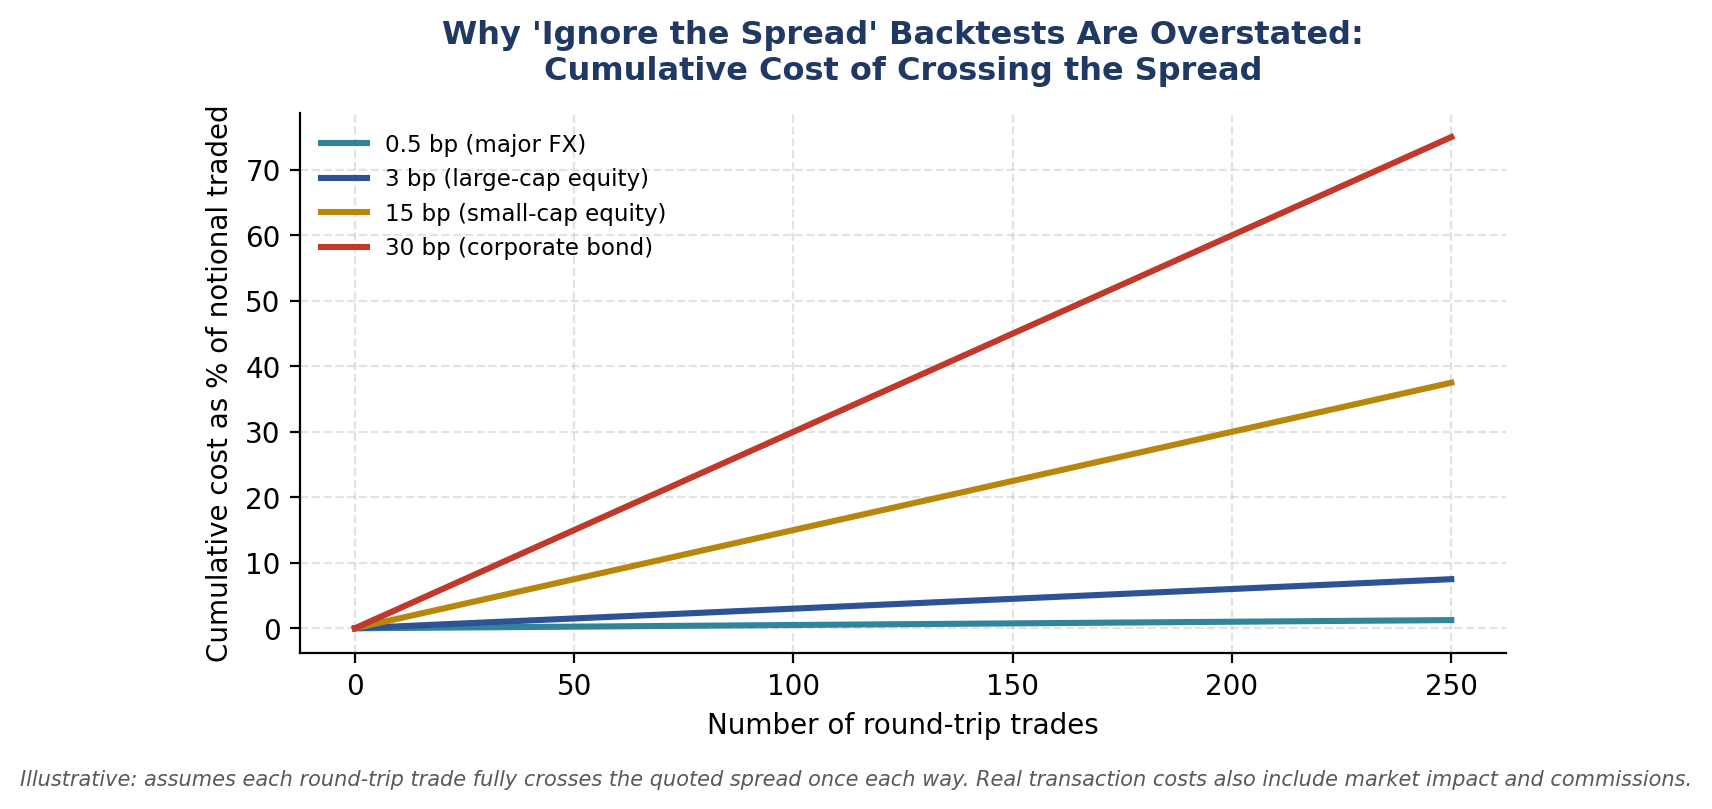 Why 'Ignore the Spread' Backtests Are Overstated:
Cumulative Cost of Crossing the Spread
Cumulative cost as % of notional traded
70
60
50
40
30
20
10
0
0.5 bp (major FX)
3 bp (large-cap equity)
15 bp (small-cap equity)
30 bp (corporate bond)
0 50 100 150 200 250
Number of round-trip trades
Illustrative: assumes each round-trip trade fully crosses the quoted spread once each way. Real transaction costs also include market impact and commissions.